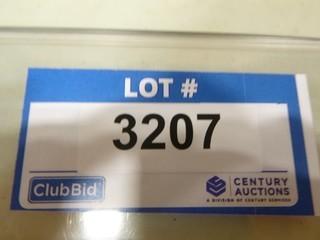 LOT #
3207
ClubBid
CENTURY
AUCTIONS
A DIVISION OF CENTURY SERVICES